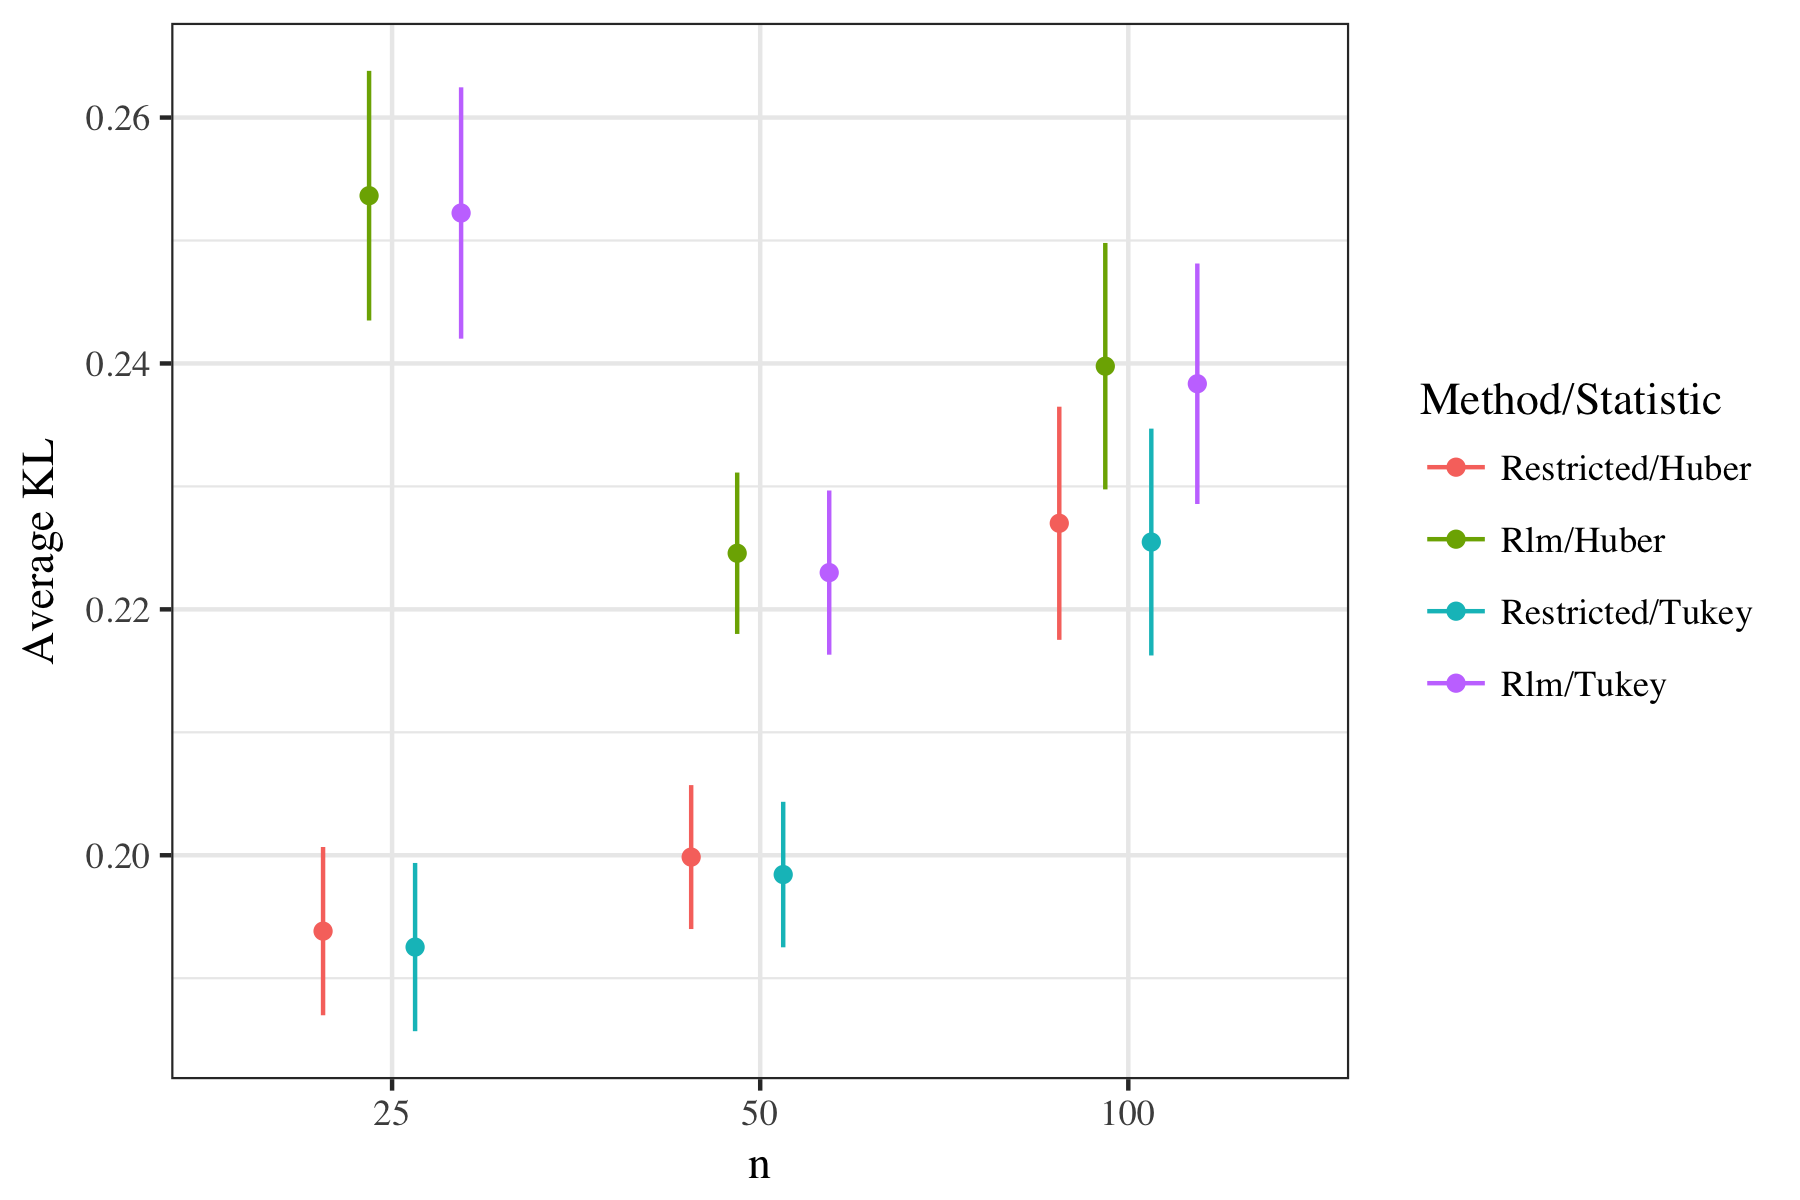 Average KL
0.26
0.24
0.22
0.20
25 50 100
n
Method/Statistic
Restricted/Huber
Rlm/Huber
Restricted/Tukey
Rlm/Tukey